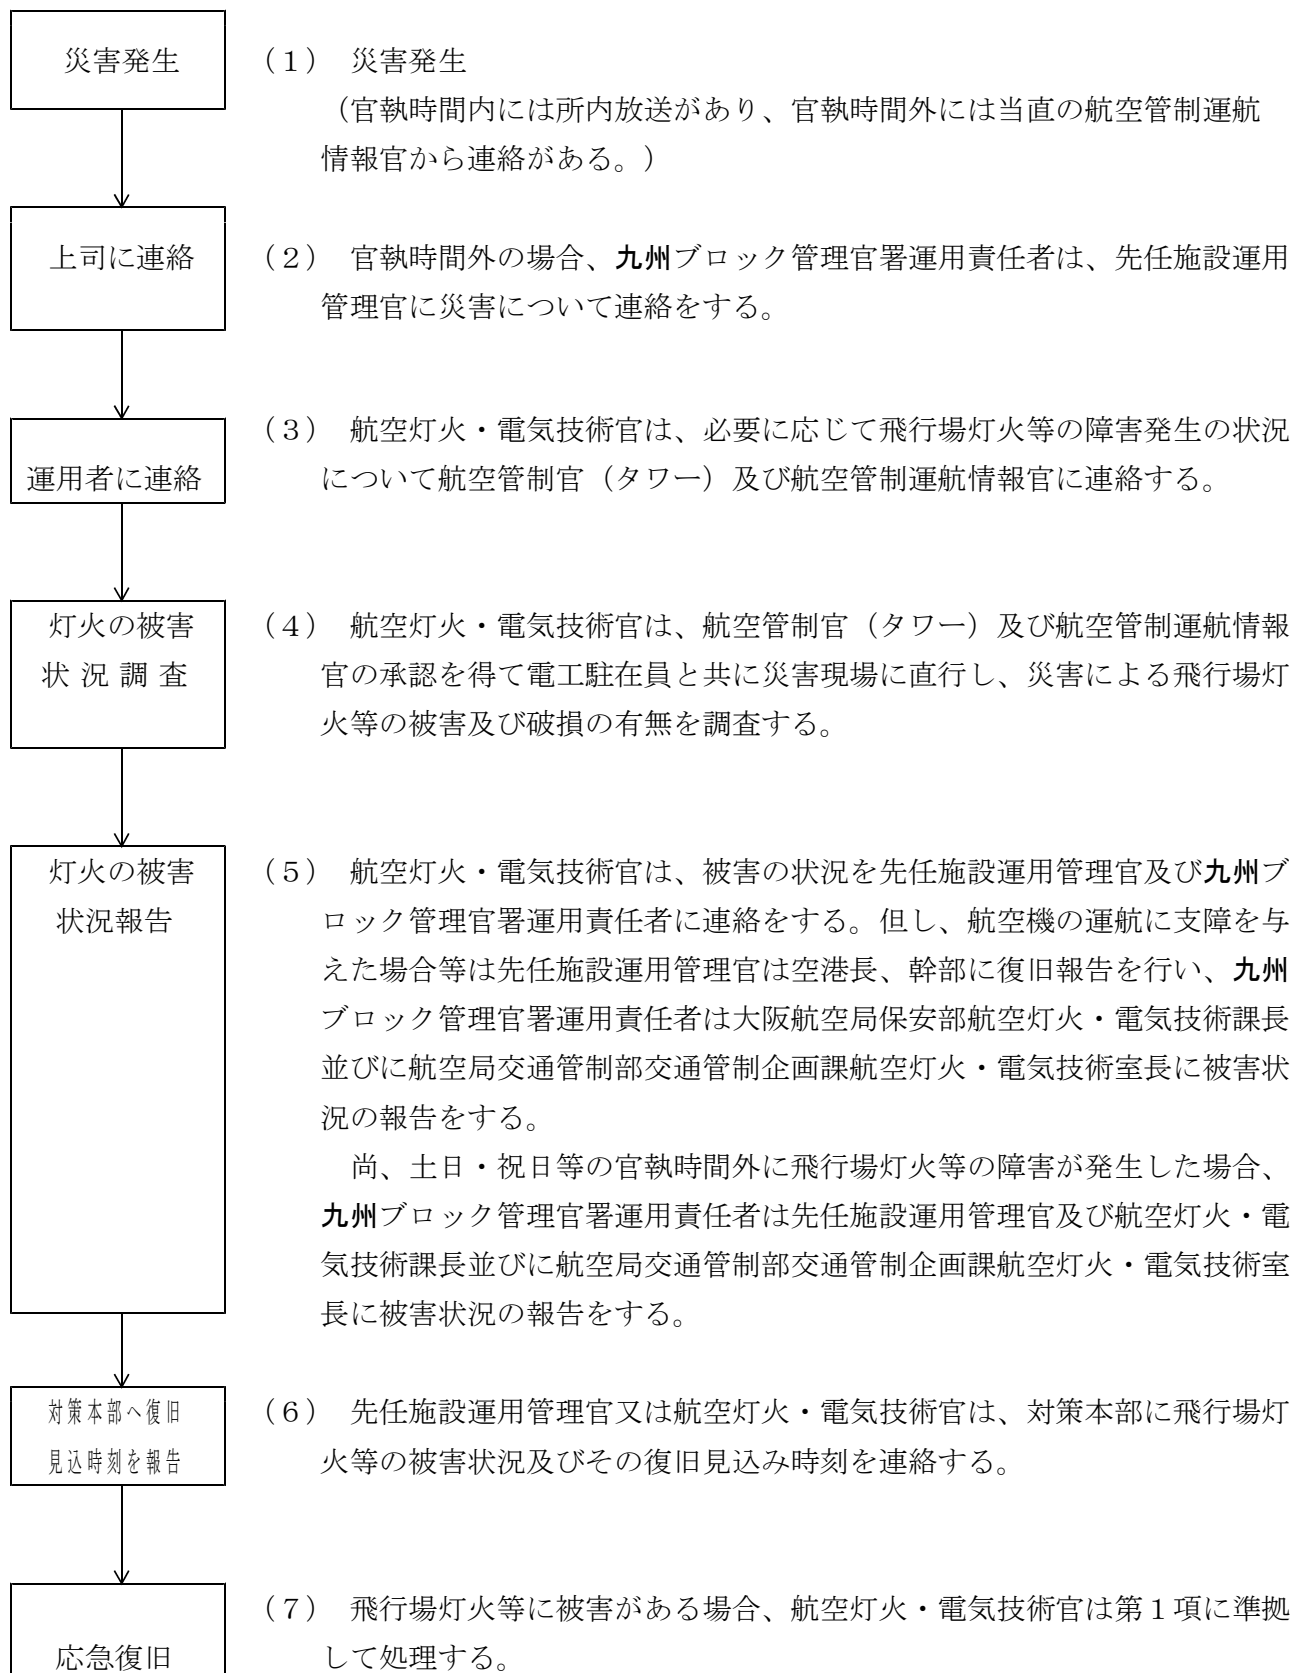 災害発生
（１） 災害発生
（官執時間内には所内放送があり、官執時間外には当直の航空管制運航
情報官から連絡がある。）
上司に連絡
（２） 官執時間外の場合、九州ブロック管理官署運用責任者は、先任施設運用
管理官に災害について連絡をする。
運用者に連絡
（３） 航空灯火・電気技術官は、必要に応じて飛行場灯火等の障害発生の状況
について航空管制官（タワー）及び航空管制運航情報官に連絡する。
灯火の被害
状況調査
（４） 航空灯火・電気技術官は、航空管制官（タワー）及び航空管制運航情報
官の承認を得て電工駐在員と共に災害現場に直行し、災害による飛行場灯
火等の被害及び破損の有無を調査する。
灯火の被害
状況報告
（５） 航空灯火・電気技術官は、被害の状況を先任施設運用管理官及び九州ブ
ロック管理官署運用責任者に連絡をする。但し、航空機の運航に支障を与
えた場合等は先任施設運用管理官は空港長、幹部に復旧報告を行い、九州
ブロック管理官署運用責任者は大阪航空局保安部航空灯火・電気技術課長
並びに航空局交通管制部交通管制企画課航空灯火・電気技術室長に被害状
況の報告をする。
尚、土日・祝日等の官執時間外に飛行場灯火等の障害が発生した場合、
九州ブロック管理官署運用責任者は先任施設運用管理官及び航空灯火・電
気技術課長並びに航空局交通管制部交通管制企画課航空灯火・電気技術室
長に被害状況の報告をする。
対策本部へ復旧
見込時刻を報告
（６） 先任施設運用管理官又は航空灯火・電気技術官は、対策本部に飛行場灯
火等の被害状況及びその復旧見込み時刻を連絡する。
応急復旧
（７） 飛行場灯火等に被害がある場合、航空灯火・電気技術官は第１項に準拠
して処理する。